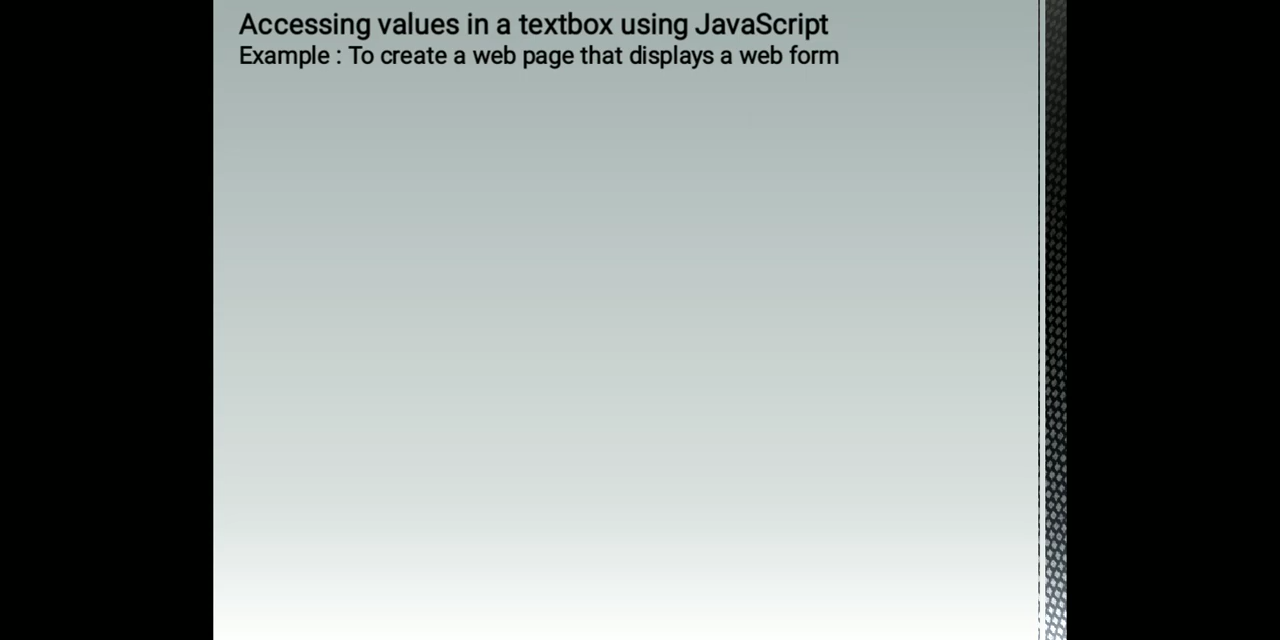 Accessing values in a textbox using JavaScript
Example : To create a web page that displays a web form